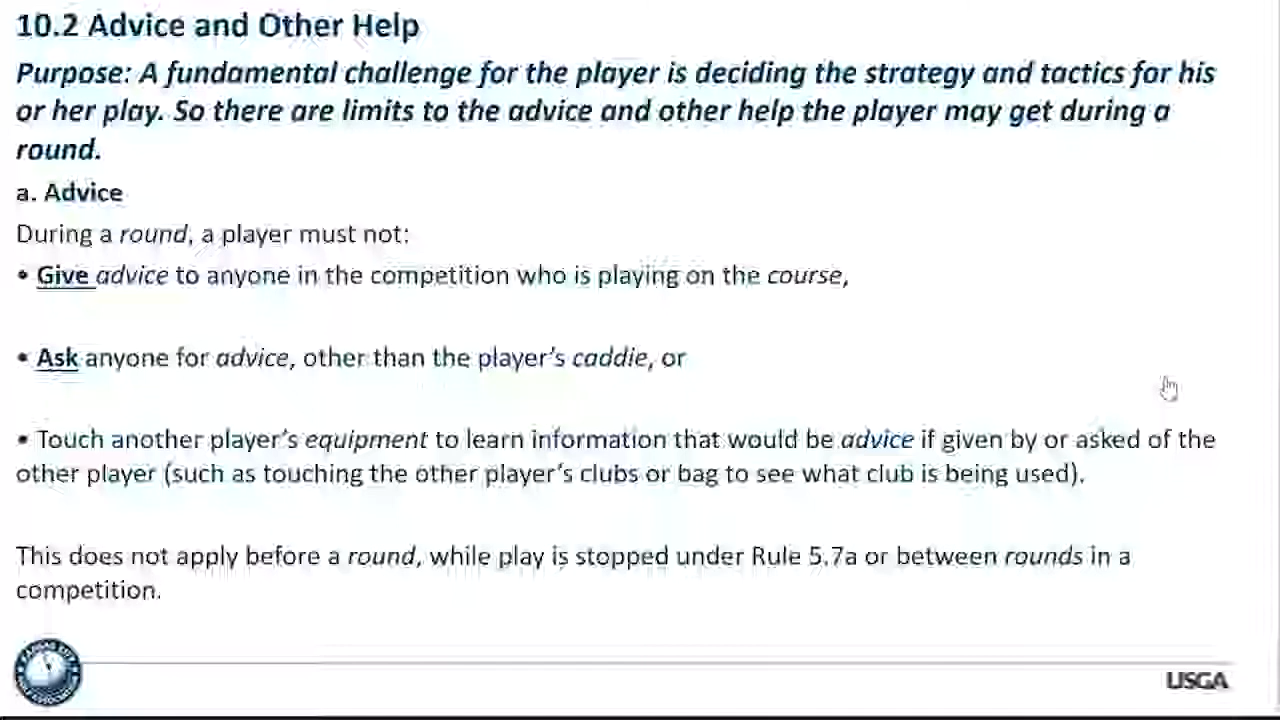 10.2 Advice and Other Help
Purpose: A fundamental challenge for the player is deciding the strategy and tactics for his
or her play. So there are limits to the advice and other help the player may get during a
round.
a. Advice
During a round, a player must not:
• Give advice to anyone in the competition who is playing on the course,
• Ask anyone for advice, other than the player's caddie, or
• Touch another player's equipment to learn information that would be advice if given by or asked of the
other player (such as touching the other player's clubs or bag to see what club is being used).
This does not apply before a round, while play is stopped under Rule 5.7a or between rounds in a
competition.
KANSAS CITY
GOLF ASSOCIATION
USGA